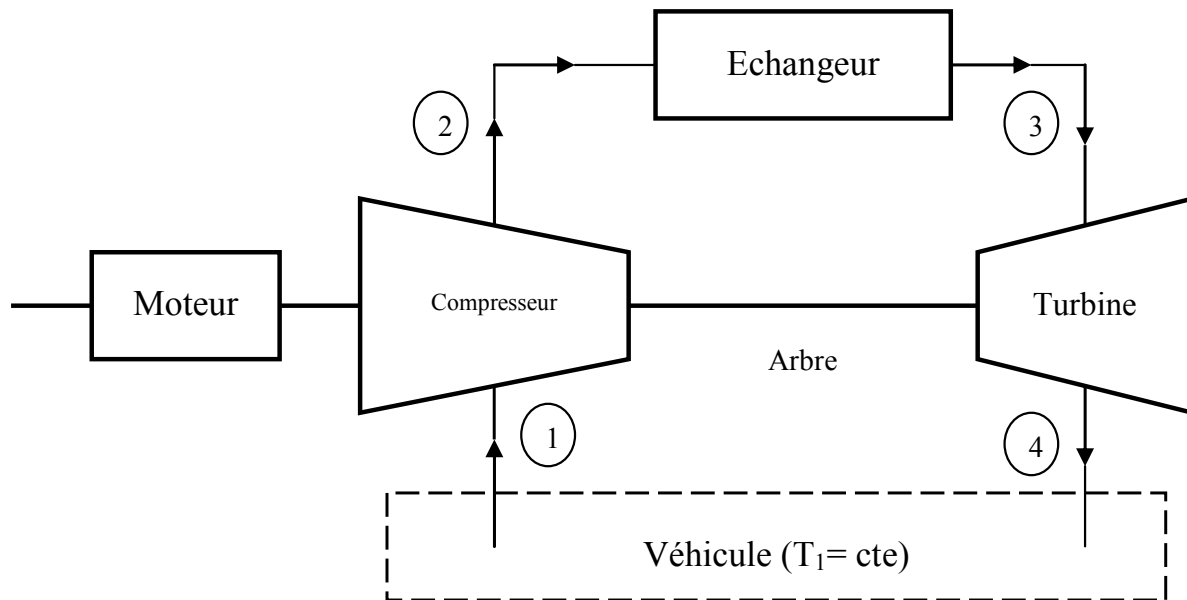 Echangeur
2
3
Moteur
Compresseur
Turbine
Arbre
1
4
Véhicule (T₁= cte)